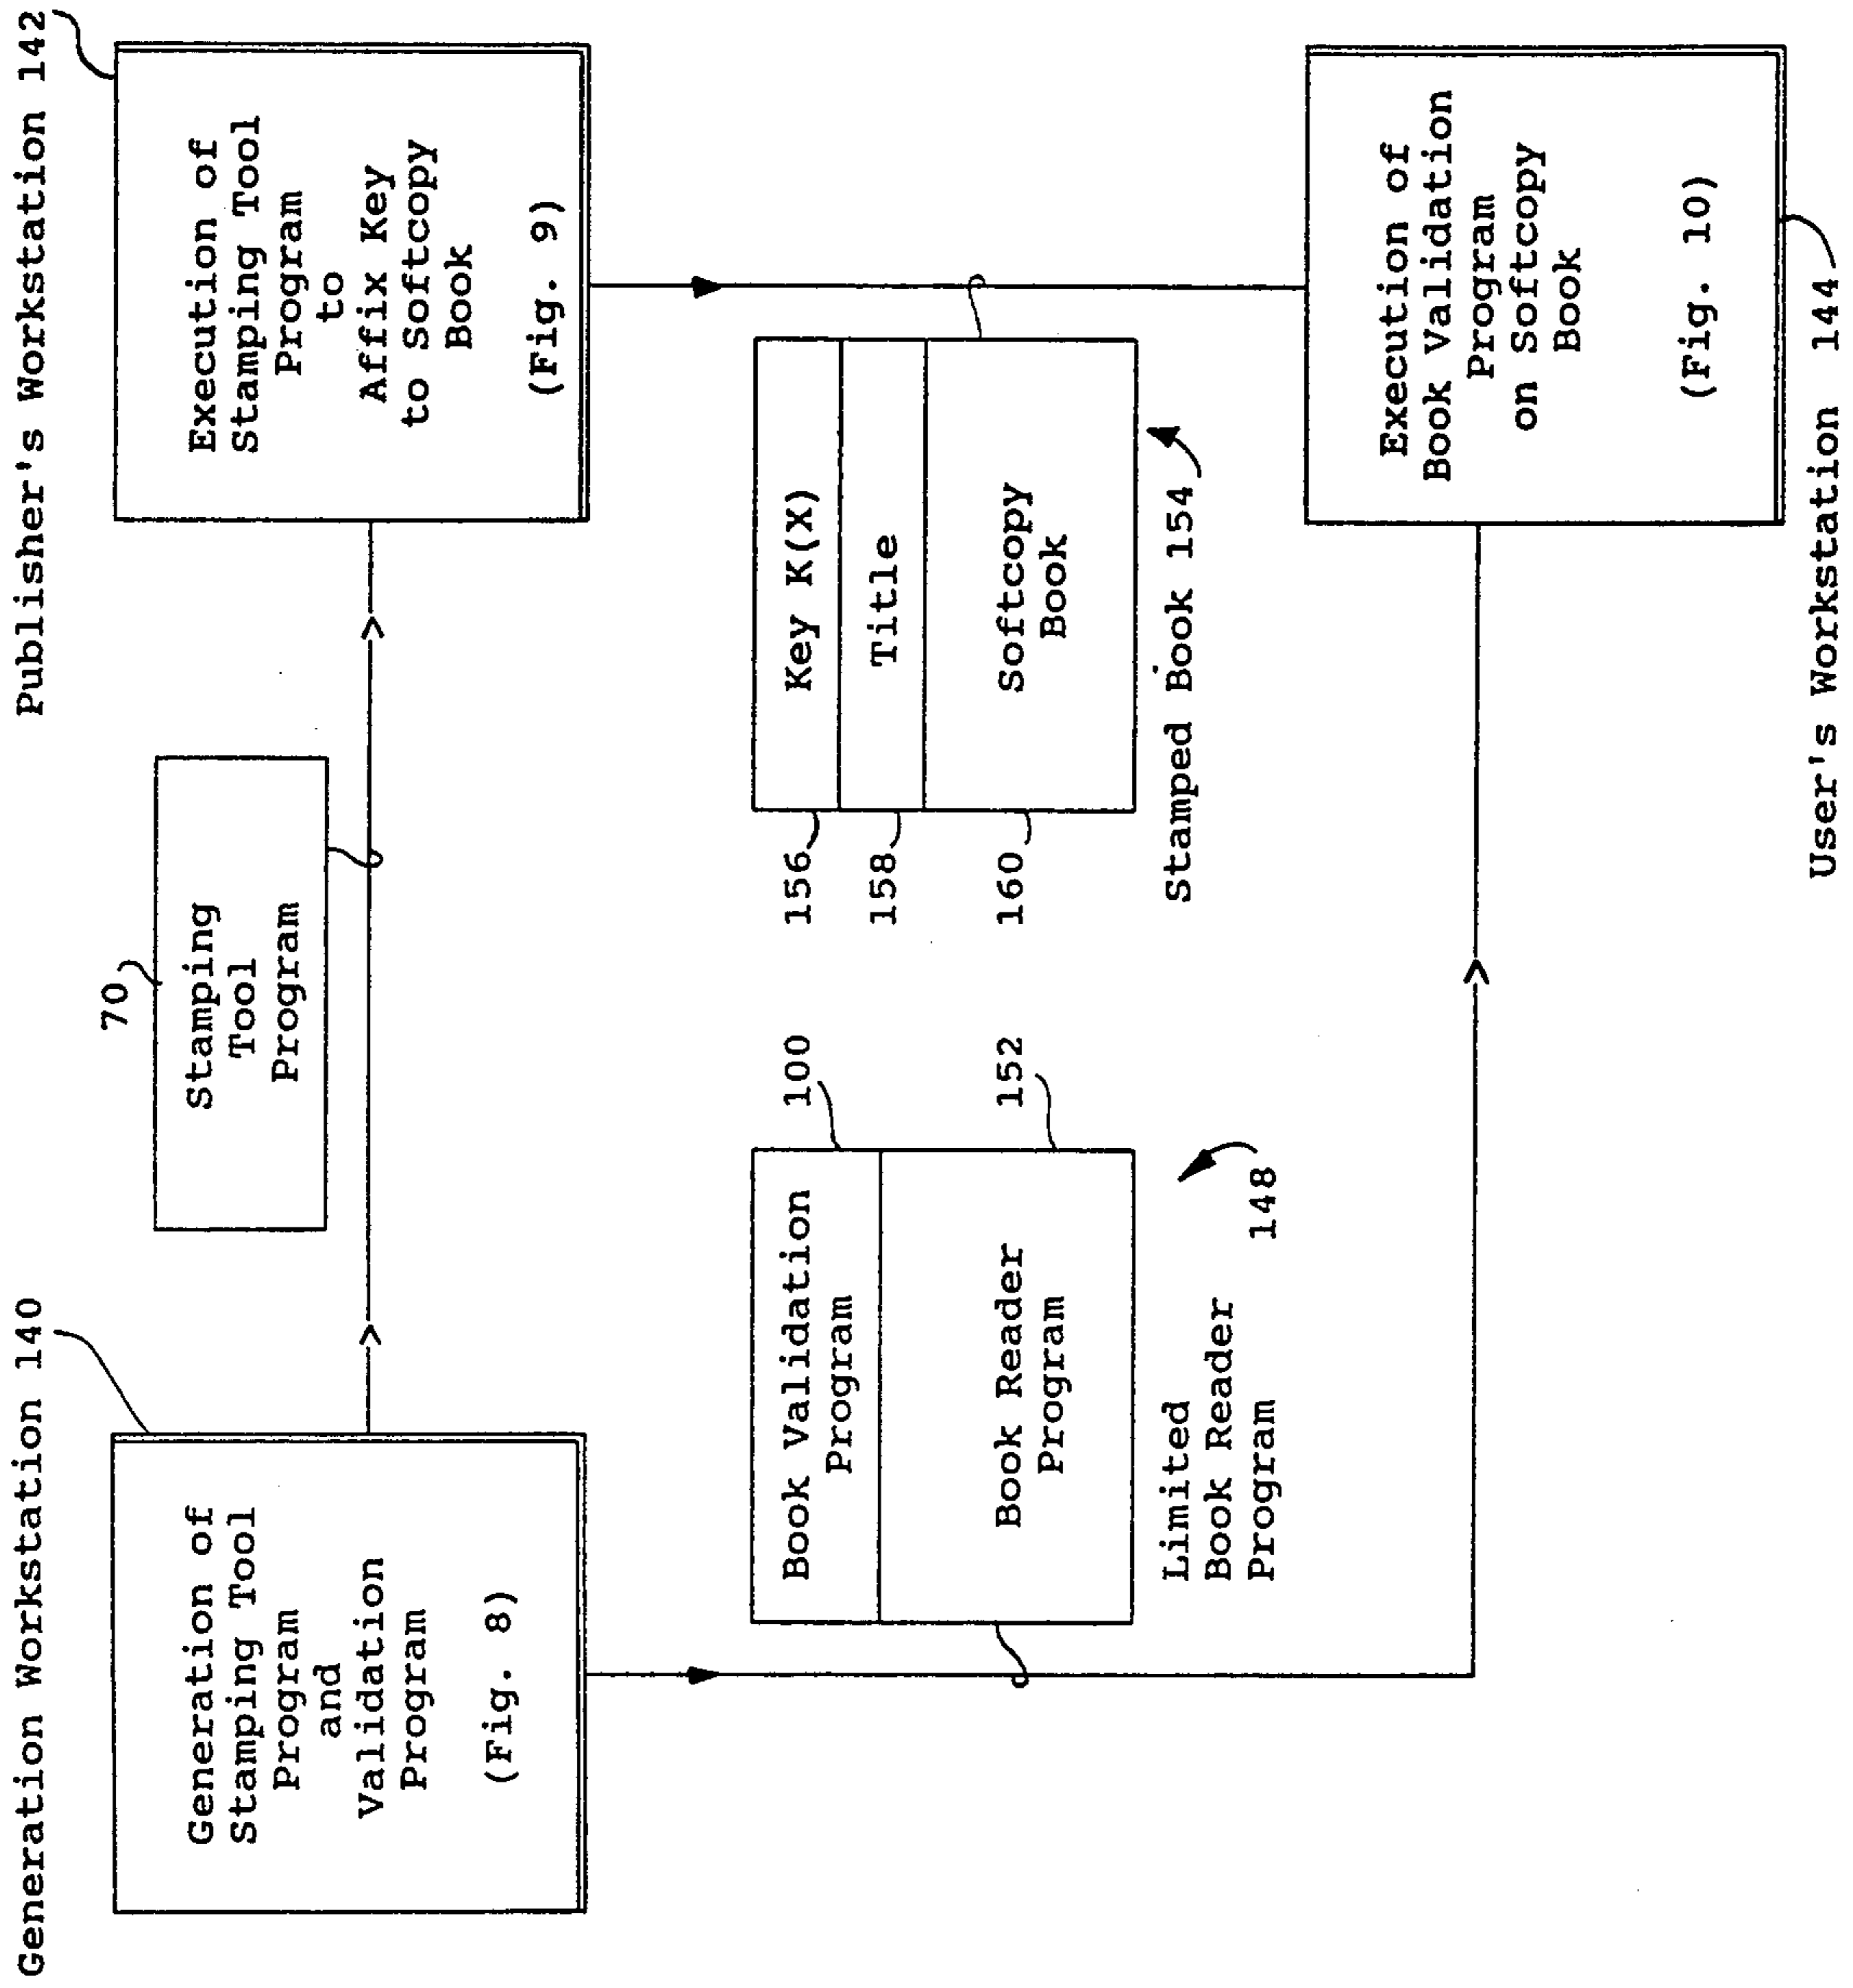 Generation Workstation 140
Publisher's Workstation 142
Generation of
Stamping Tool
Program
and
Validation
Program
(Fig. 8)
70
Stamping
Tool
Program
Execution of
Stamping Tool
Program
to
Affix Key
to Softcopy
Book
(Fig. 9)
Book Validation
Program
100
Book Reader
Program
152
Limited
Book Reader
Program
148
156
Key K(X)
158
Title
160
Softcopy
Book
Stamped Book 154
Execution of
Book Validation
Program
on Softcopy
Book
(Fig. 10)
User's Workstation 144